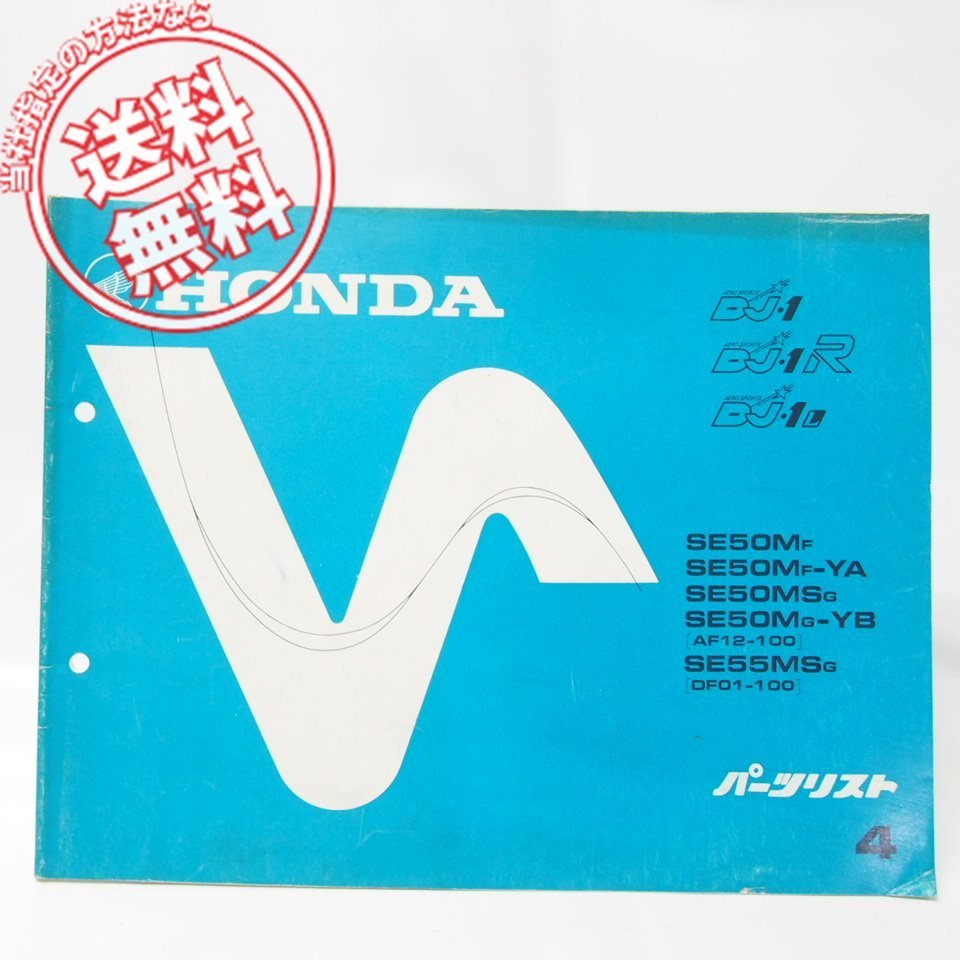 当社指定の方法なら
送料
無料
HONDA
AERO SPORTS
BJ·1
AERO SPORTS
BJ·1R
AERO SPORTS
BJ·1L
SE50MF
SE50MF-YA
SE50MSG
SE50MG-YB
[AF12-100]
SE55MSG
[DF01-100]
パーツリスト
4